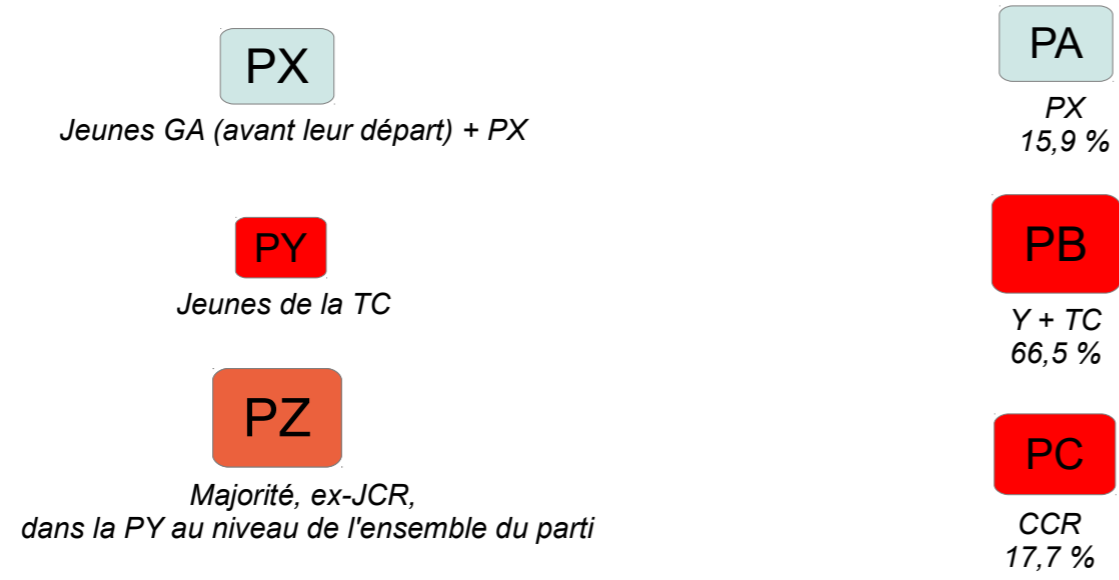 PX
Jeunes GA (avant leur départ) + PX
PY
Jeunes de la TC
PZ
Majorité, ex-JCR,
dans la PY au niveau de l'ensemble du parti
PA
PX
15,9 %
PB
Y + TC
66,5 %
PC
CCR
17,7 %